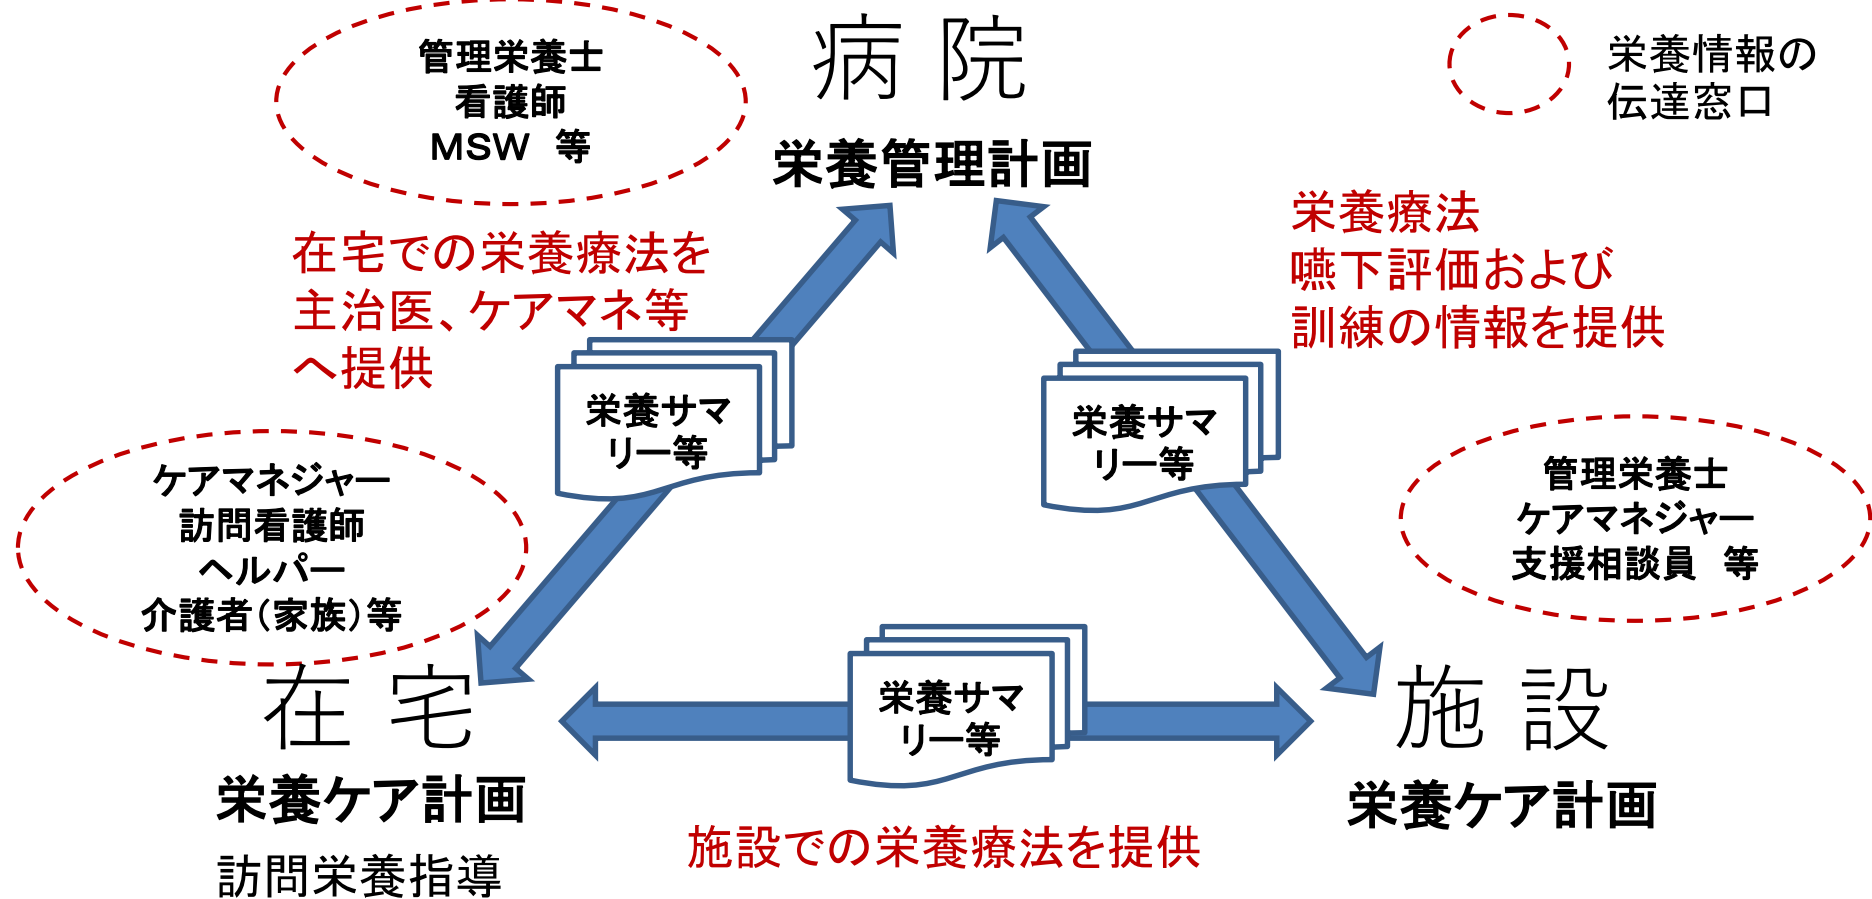 病 院
栄養管理計画
管理栄養士
看護師
MSW　等
栄養情報の
伝達窓口
在宅での栄養療法を
主治医、ケアマネ等
へ提供
栄養療法
嚥下評価および
訓練の情報を提供
栄養サマ
リー等
栄養サマ
リー等
ケアマネジャー
訪問看護師
ヘルパー
介護者（家族）等
管理栄養士
ケアマネジャー
支援相談員　等
在 宅
栄養ケア計画
訪問栄養指導
栄養サマ
リー等
施設での栄養療法を提供
施 設
栄養ケア計画